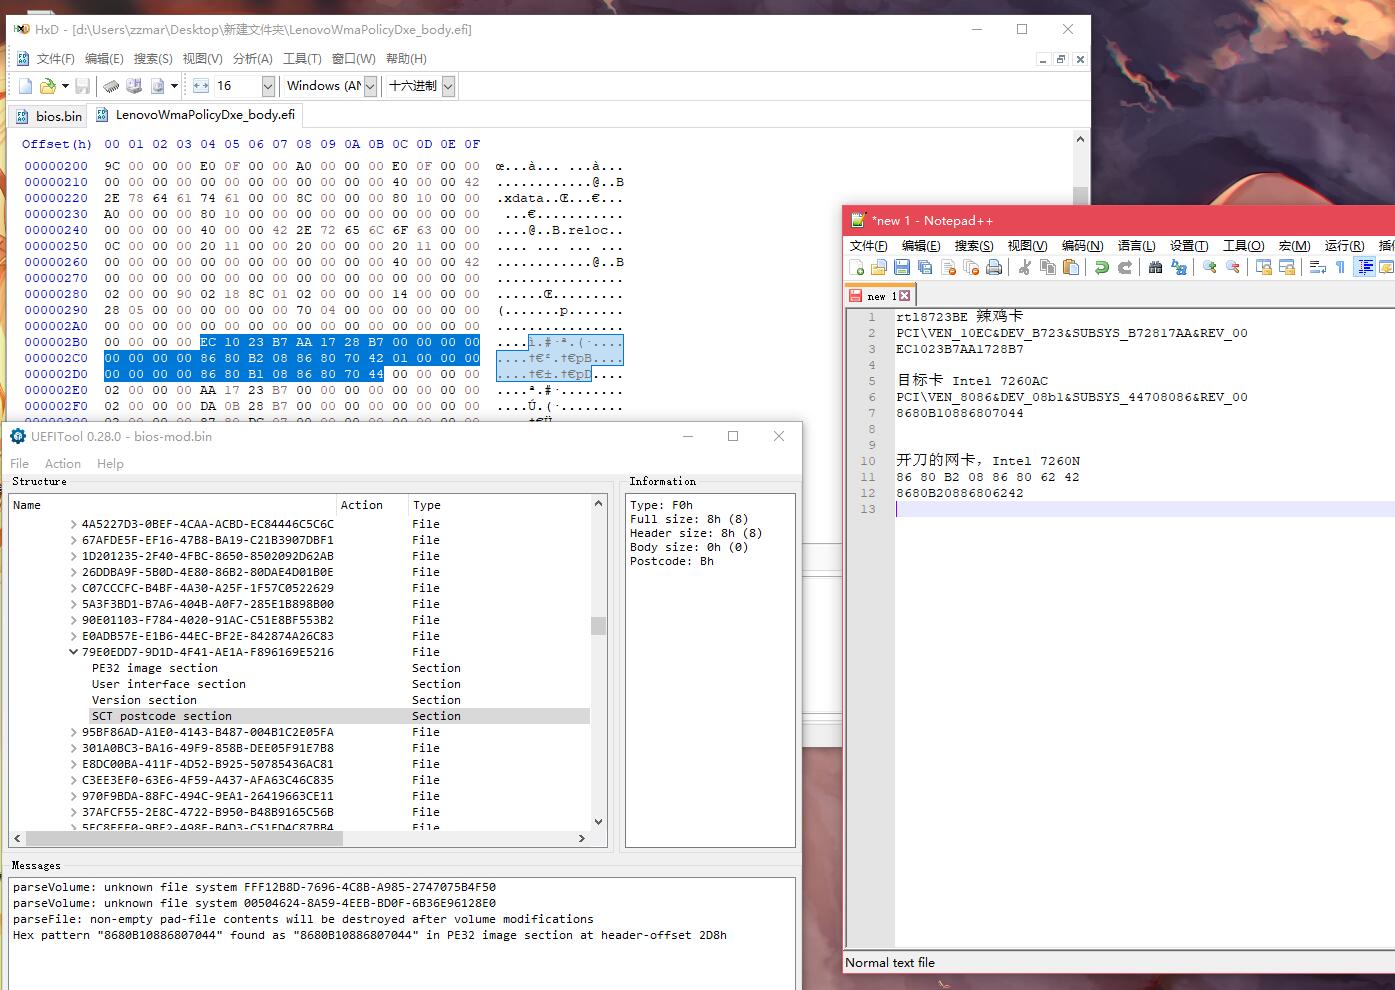 HxD - [d:\Users\zzmar\Desktop\新建文件夹\LenovoWmaPolicyDxe_body.efi]
文件(F) 编辑(E) 搜索(S) 视图(V) 分析(A) 工具(T) 窗口(W) 帮助(H)
16 Windows (AN 十六进制
bios.bin LenovoWmaPolicyDxe_body.efi
Offset(h) 00 01 02 03 04 05 06 07 08 09 0A 0B 0C 0D 0E 0F
00000200 9C 00 00 00 E0 0F 00 00 A0 00 00 00 E0 0F 00 00 œ...à... ...à...
00000210 00 00 00 00 00 00 00 00 00 00 00 00 40 00 00 42 ............@..B
00000220 2E 78 64 61 74 61 00 00 8C 00 00 00 80 10 00 00 .xdata..Œ...€...
00000230 A0 00 00 00 80 10 00 00 00 00 00 00 00 00 00 00  ...€...........
00000240 00 00 00 00 40 00 00 42 2E 72 65 6C 6F 63 00 00 ....@..B.reloc..
00000250 0C 00 00 00 20 11 00 00 20 00 00 00 20 11 00 00 .... ... ... ...
00000260 00 00 00 00 00 00 00 00 00 00 00 00 40 00 00 42 ............@..B
00000270 00 00 00 00 00 00 00 00 00 00 00 00 00 00 00 00 ................
00000280 02 00 00 90 02 18 8C 01 02 00 00 00 14 00 00 00 ......Œ.........
00000290 28 05 00 00 00 00 00 00 70 04 00 00 00 00 00 00 (.......p.......
000002A0 00 00 00 00 00 00 00 00 00 00 00 00 00 00 00 00 ................
000002B0 00 00 00 00 EC 10 23 B7 AA 17 28 B7 00 00 00 00 ....ì.#·ª.(·....
000002C0 00 00 00 00 86 80 B2 08 86 80 70 42 01 00 00 00 ....†€².†€pB....
000002D0 00 00 00 00 86 80 B1 08 86 80 70 44 00 00 00 00 ....†€±.†€pD....
000002E0 02 00 00 00 AA 17 23 B7 00 00 00 00 00 00 00 00 ....ª.#·........
000002F0 02 00 00 00 DA 0B 28 B7 00 00 00 00 00 00 00 00 ....Ú.(·........
UEFITool 0.28.0 - bios-mod.bin
File Action Help
Structure
Name Action Type
4A5227D3-0BEF-4CAA-ACBD-EC84446C5C6C File
67AFDE5F-EF16-47B8-BA19-C21B3907DBF1 File
1D201235-2F40-4FBC-8650-8502092D62AB File
26DDBA9F-5B0D-4E80-86B2-80DAE4D01B0E File
C07CCCFC-B4BF-4A30-A25F-1F57C0522629 File
5A3F3BD1-B7A6-404B-A0F7-285E1B898B00 File
90E01103-F784-4020-91AC-C51E8BF553B2 File
E0ADB57E-E1B6-44EC-BF2E-842874A26C83 File
79E0EDD7-9D1D-4F41-AE1A-F896169E5216 File
PE32 image section Section
User interface section Section
Version section Section
SCT postcode section Section
95BF86AD-A1E0-4143-B487-004B1C2E05FA File
301A0BC3-BA16-49F9-858B-DEE05F91E7B8 File
E8DC00BA-411F-4D52-B925-50785436AC81 File
C3EE3EF0-63E6-4F59-A437-AFA63C46C835 File
970F9BDA-88FC-494C-9EA1-26419663CE11 File
37AFCF55-2E8C-4722-B950-B48B9165C56B File
Information
Type: F0h
Full size: 8h (8)
Header size: 8h (8)
Body size: 0h (0)
Postcode: Bh
Messages
parseVolume: unknown file system FFF12B8D-7696-4C8B-A985-2747075B4F50
parseVolume: unknown file system 00504624-8A59-4EEB-BD0F-6B36E96128E0
parseFile: non-empty pad-file contents will be destroyed after volume modifications
Hex pattern "8680B10886807044" found as "8680B10886807044" in PE32 image section at header-offset 2D8h
*new 1 - Notepad++
文件(F) 编辑(E) 搜索(S) 视图(V) 编码(N) 语言(L) 设置(T) 工具(O) 宏(M) 运行(R) 插件
new 1
1 rtl8723BE 辣鸡卡
2 PCI\VEN_10EC&DEV_B723&SUBSYS_B72817AA&REV_00
3 EC1023B7AA1728B7
4
5 目标卡 Intel 7260AC
6 PCI\VEN_8086&DEV_08b1&SUBSYS_44708086&REV_00
7 8680B10886807044
8
9
10 开刀的网卡，Intel 7260N
11 86 80 B2 08 86 80 62 42
12 8680B20886806242
13
Normal text file